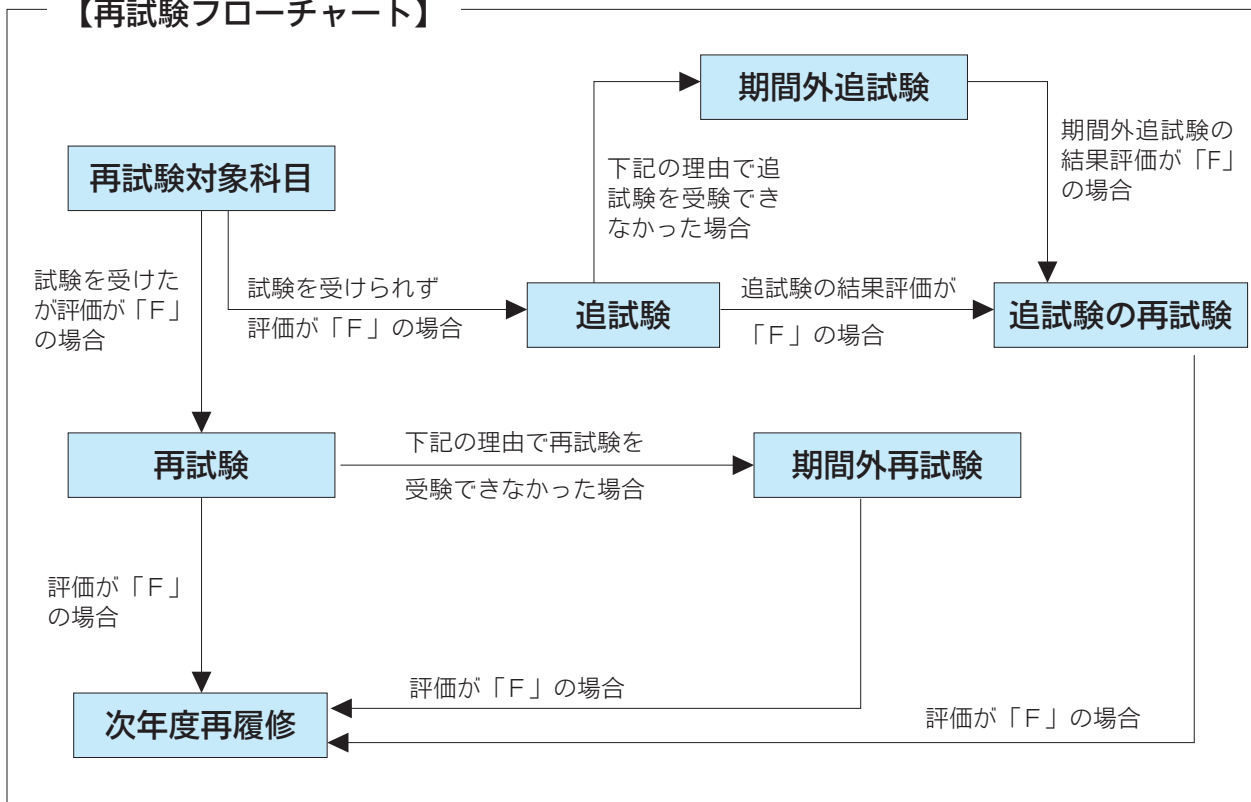 【再試験フローチャート】
期間外追試験
期間外追試験の
結果評価が「F」
の場合
下記の理由で追
試験を受験でき
なかった場合
再試験対象科目
試験を受けた
が評価が「F」
の場合
試験を受けられず
評価が「F」の場合
追試験
追試験の結果評価が
「F」の場合
追試験の再試験
再試験
下記の理由で再試験を
受験できなかった場合
期間外再試験
評価が「F」
の場合
評価が「F」の場合
評価が「F」の場合
次年度再履修